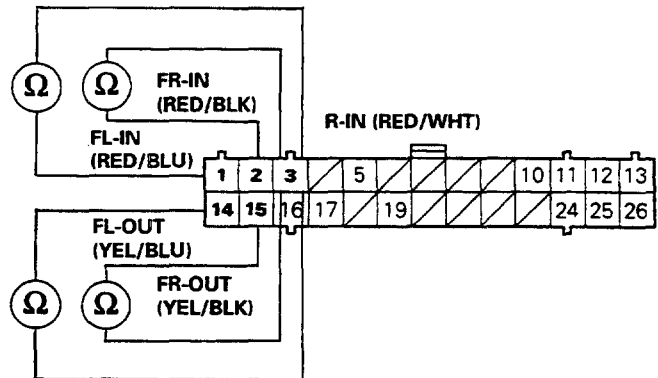 Ω Ω
FR-IN
(RED/BLK)
FL-IN
(RED/BLU)
R-IN (RED/WHT)
1 2 3 5 10 11 12 13
14 15 16 17 19 24 25 26
FL-OUT
(YEL/BLU)
FR-OUT
(YEL/BLK)
Ω Ω